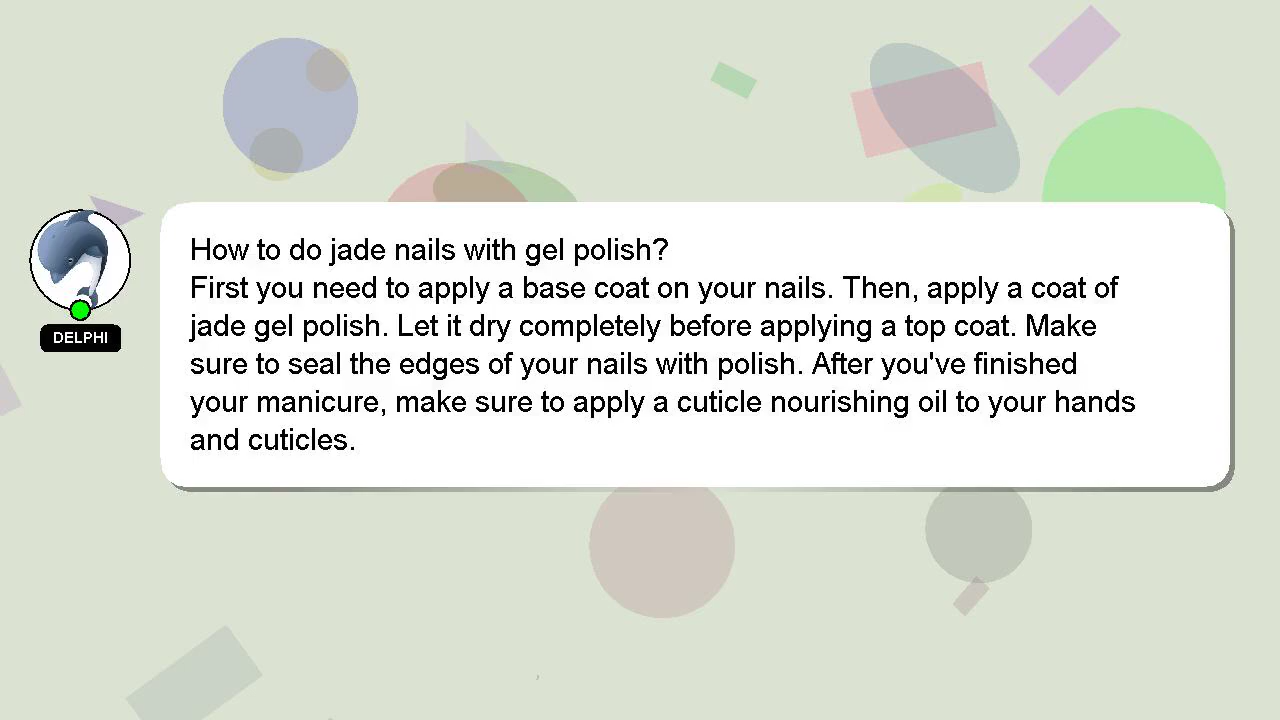 How to do jade nails with gel polish?
First you need to apply a base coat on your nails. Then, apply a coat of
jade gel polish. Let it dry completely before applying a top coat. Make
sure to seal the edges of your nails with polish. After you've finished
your manicure, make sure to apply a cuticle nourishing oil to your hands
and cuticles.
DELPHI